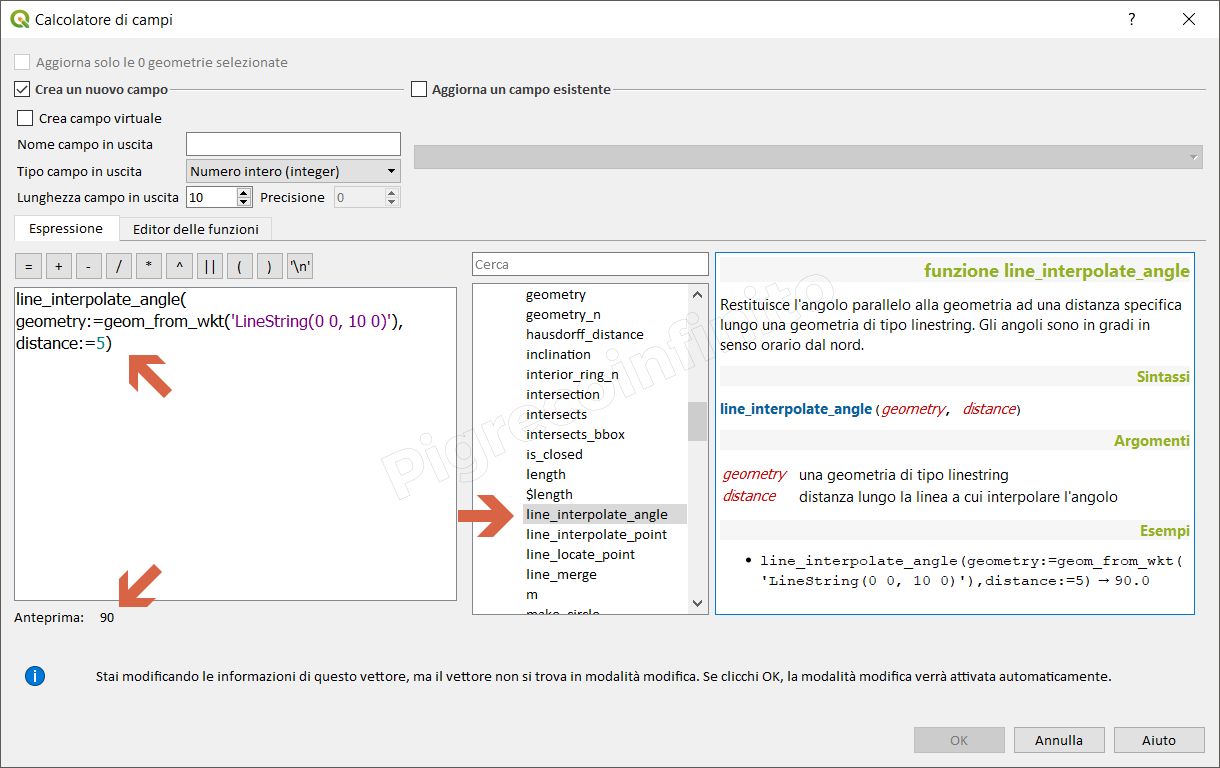 Calcolatore di campi
?
Aggiorna solo le 0 geometrie selezionate
Crea un nuovo campo
Aggiorna un campo esistente
Crea campo virtuale
Nome campo in uscita
Tipo campo in uscita
Numero intero (integer)
Lunghezza campo in uscita
10
Precisione
0
Espressione
Editor delle funzioni
=
+
-
/
*
^
||
(
)
'\n'
line_interpolate_angle(
geometry:=geom_from_wkt('LineString(0 0, 10 0)'),
distance:=5)
Anteprima:
90
Cerca
geometry
geometry_n
hausdorff_distance
inclination
interior_ring_n
intersection
intersects
intersects_bbox
is_closed
length
$length
line_interpolate_angle
line_interpolate_point
line_locate_point
line_merge
m
make_circle
funzione line_interpolate_angle
Restituisce l'angolo parallelo alla geometria ad una distanza specifica
lungo una geometria di tipo linestring. Gli angoli sono in gradi in
senso orario dal nord.
Sintassi
line_interpolate_angle(geometry, distance)
Argomenti
geometry una geometria di tipo linestring
distance distanza lungo la linea a cui interpolare l'angolo
Esempi
• line_interpolate_angle(geometry:=geom_from_wkt(
'LineString(0 0, 10 0)'),distance:=5) → 90.0
Pigrecoinfinito
i
Stai modificando le informazioni di questo vettore, ma il vettore non si trova in modalità modifica. Se clicchi OK, la modalità modifica verrà attivata automaticamente.
OK
Annulla
Aiuto